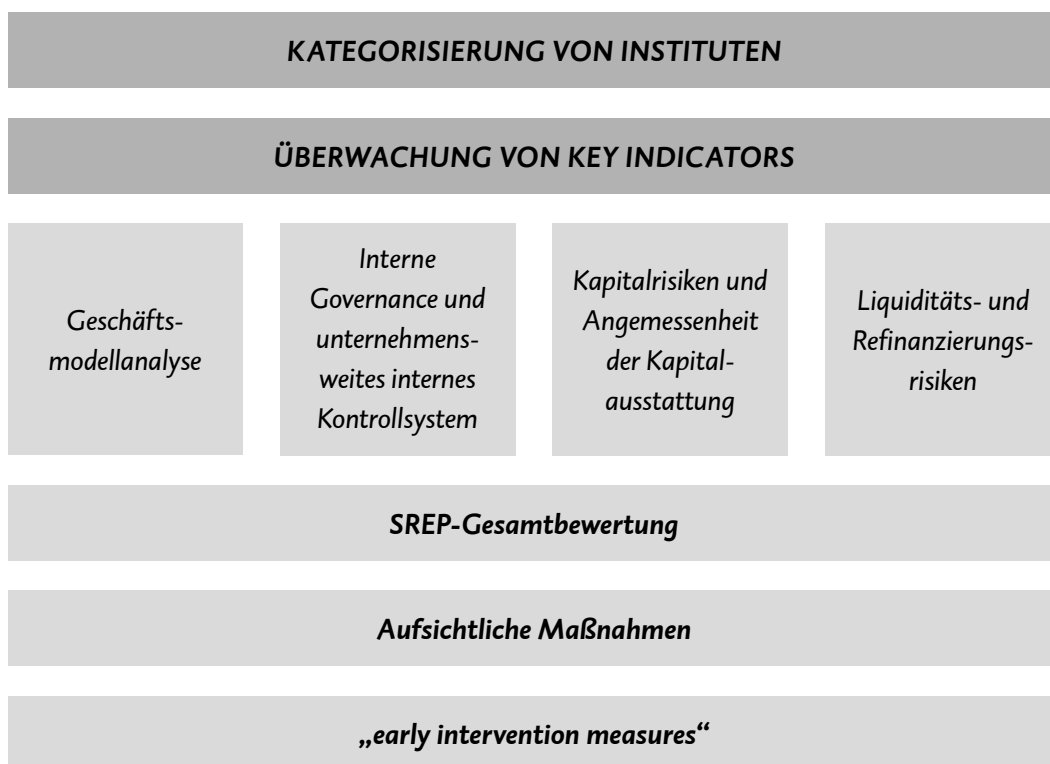 KATEGORISIERUNG VON INSTITUTEN
ÜBERWACHUNG VON KEY INDICATORS
Geschäfts-
modellanalyse
Interne
Governance und
unternehmens-
weites internes
Kontrollsystem
Kapitalrisiken und
Angemessenheit
der Kapital-
ausstattung
Liquiditäts- und
Refinanzierungs-
risiken
SREP-Gesamtbewertung
Aufsichtliche Maßnahmen
„early intervention measures“